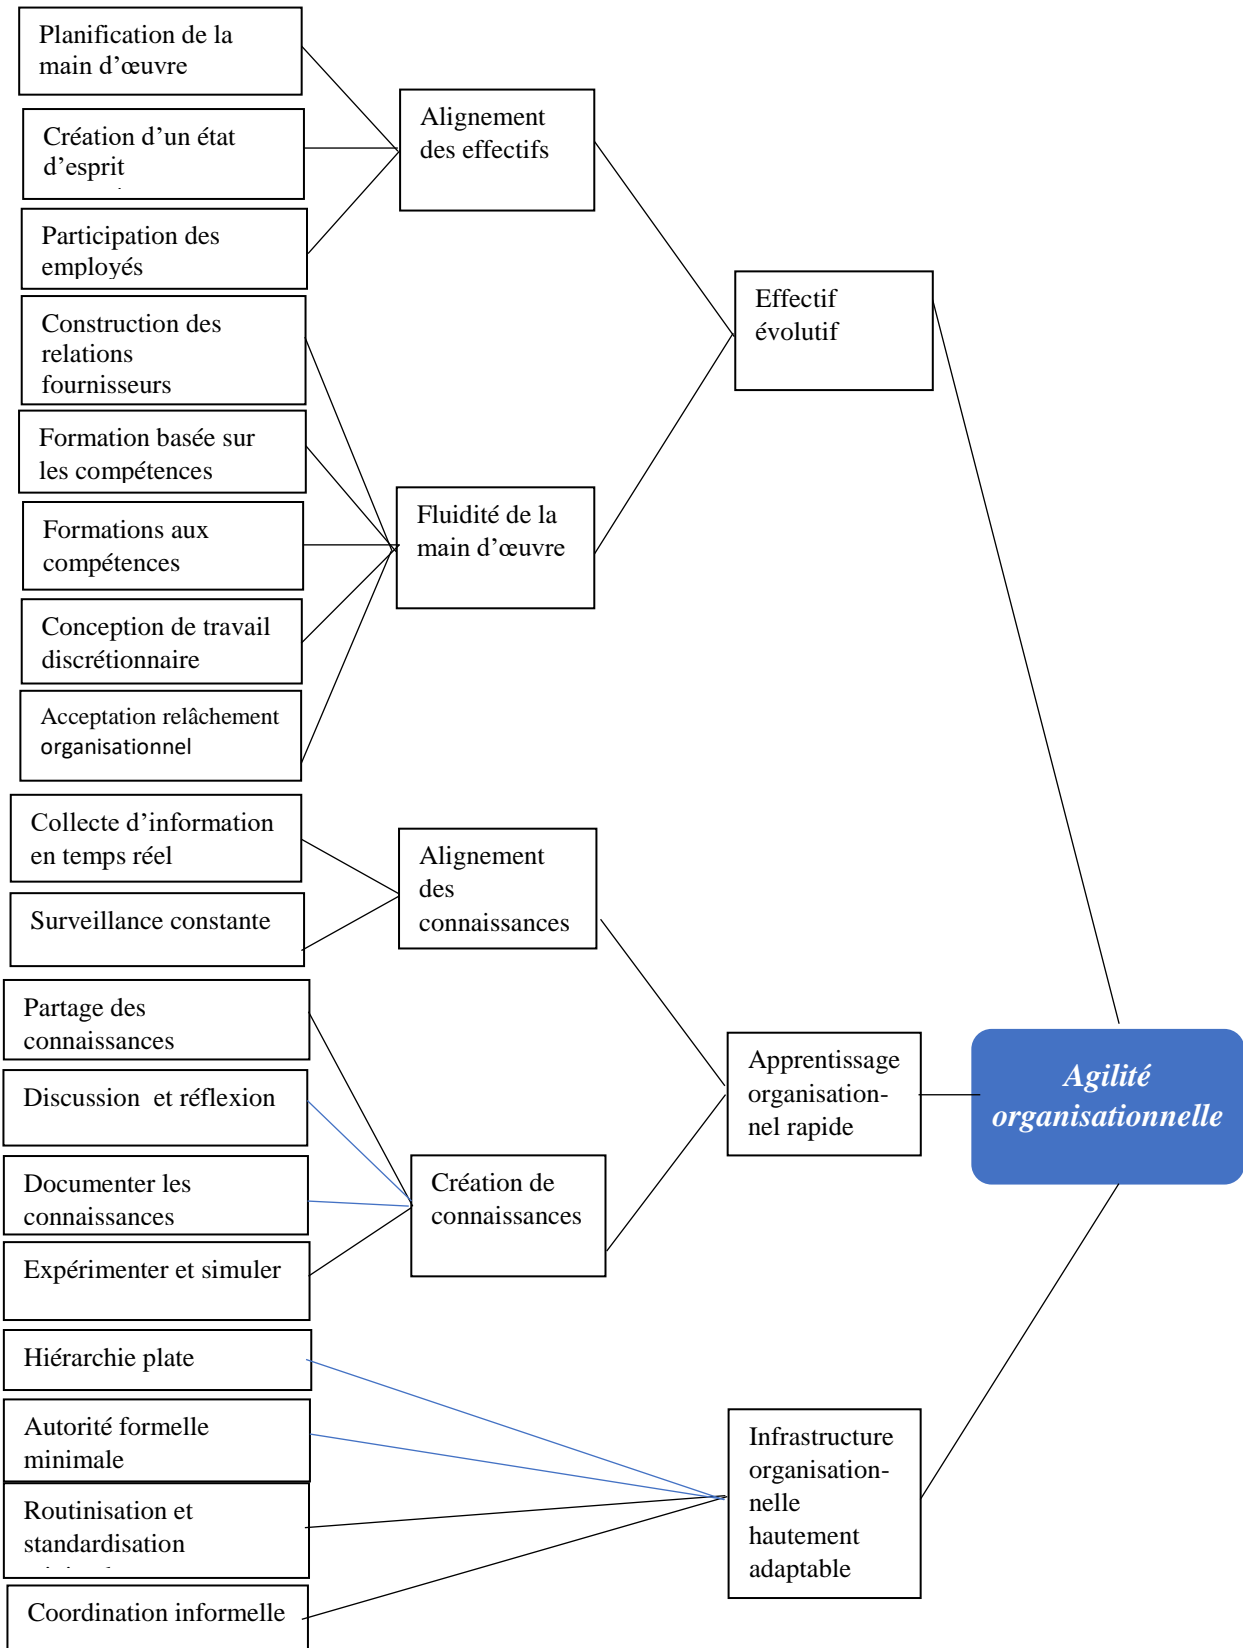 Planification de la
main d’œuvre
Création d’un état
d’esprit
Participation des
employés
Construction des
relations
fournisseurs
Formation basée sur
les compétences
Formations aux
compétences
Conception de travail
discrétionnaire
Acceptation relâchement
organisationnel
Collecte d’information
en temps réel
Surveillance constante
Partage des
connaissances
Discussion et réflexion
Documenter les
connaissances
Expérimenter et simuler
Hiérarchie plate
Autorité formelle
minimale
Routinisation et
standardisation
Coordination informelle
Alignement
des effectifs
Fluidité de la
main d’œuvre
Alignement
des
connaissances
Création de
connaissances
Effectif
évolutif
Apprentissage
organisation-
nel rapide
Infrastructure
organisation-
nelle
hautement
adaptable
Agilité
organisationnelle